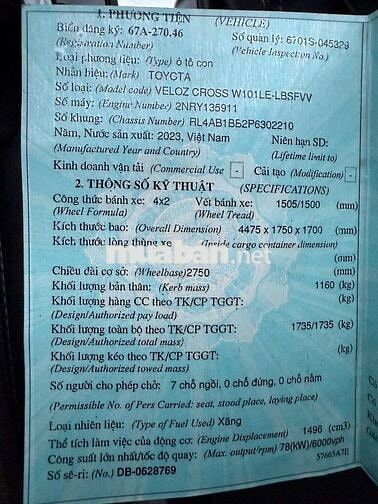 1. PHƯƠNG TIỆN (VEHICLE)
Biển đăng ký: 67A-270.46 Số quản lý: 6701S-045329
(Registration Number) (Vehicle Inspection No.)
Loại phương tiện: (Type) ô tô con
Nhãn hiệu: (Mark) TOYOTA
Số loại: (Model code) VELOZ CROSS W101LE-LBSFVV
Số máy: (Engine Number) 2NRY135911
Số khung: (Chassis Number) RL4AB1BB2P6302210
Năm, Nước sản xuất: 2023, Việt Nam Niên hạn SD:
(Manufactured Year and Country) (Lifetime limit to)
Kinh doanh vận tải (Commercial Use) - Cải tạo (Modification) -
2. THÔNG SỐ KỸ THUẬT (SPECIFICATIONS)
Công thức bánh xe: 4x2 Vết bánh xe: 1505/1500 (mm)
(Wheel Formula) (Wheel Tread)
Kích thước bao: (Overall Dimension) 4475 x 1750 x 1700 (mm)
Kích thước lòng thùng xe (Inside cargo container dimension)
(mm)
Chiều dài cơ sở: (Wheelbase) 2750 (mm)
Khối lượng bản thân: (Kerb mass) 1160 (kg)
Khối lượng hàng CC theo TK/CP TGGT: (kg)
(Design/Authorized pay load)
Khối lượng toàn bộ theo TK/CP TGGT: 1735/1735 (kg)
(Design/Authorized total mass)
Khối lượng kéo theo TK/CP TGGT: (kg)
(Design/Authorized towed mass)
Số người cho phép chở: 7 chỗ ngồi, 0 chỗ đứng, 0 chỗ nằm
(Permissible No. of Pers Carried: seat, stood place, laying place)
Loại nhiên liệu: (Type of Fuel Used) Xăng
Thể tích làm việc của động cơ: (Engine Displacement) 1496 (cm3)
Công suất lớn nhất/tốc độ quay: (Max. output/rpm) 78(kW)/6000vph
Số sê-ri: (No.) DB-0528769 57665A7E
muaban.net